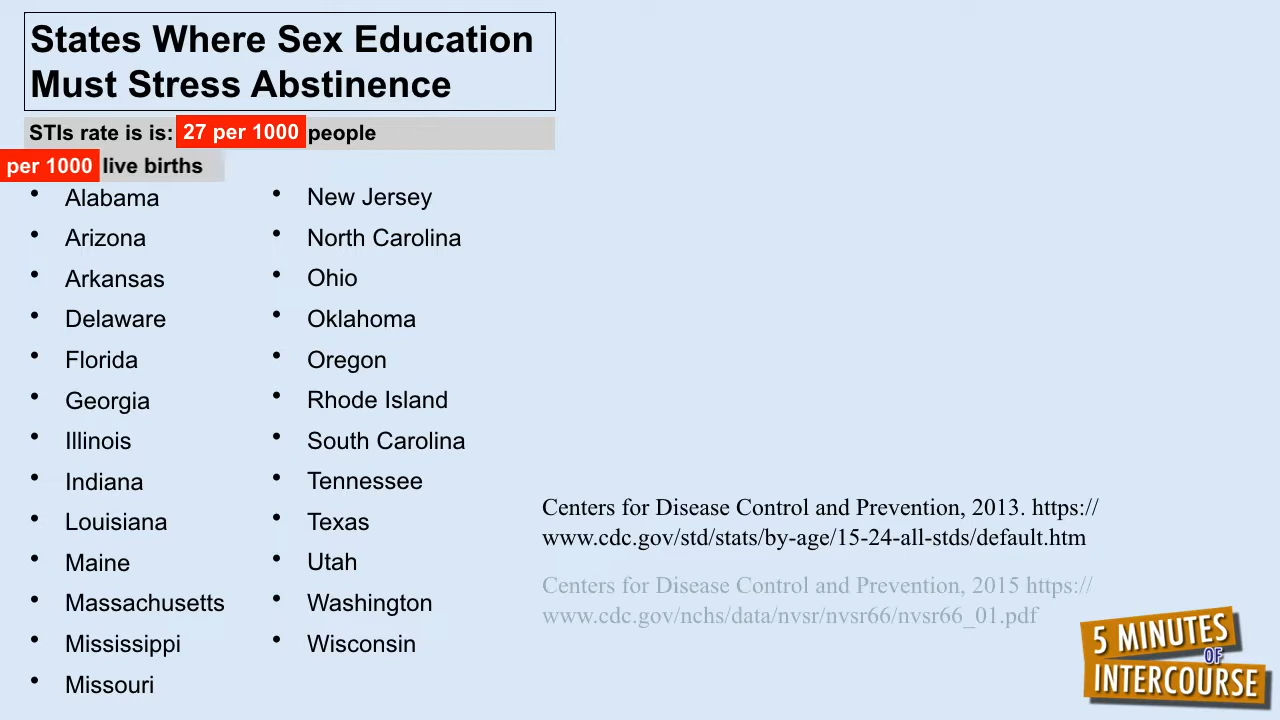 States Where Sex Education
Must Stress Abstinence
STIs rate is is: 27 per 1000 people
per 1000 live births
• Alabama
• Arizona
• Arkansas
• Delaware
• Florida
• Georgia
• Illinois
• Indiana
• Louisiana
• Maine
• Massachusetts
• Mississippi
• Missouri
• New Jersey
• North Carolina
• Ohio
• Oklahoma
• Oregon
• Rhode Island
• South Carolina
• Tennessee
• Texas
• Utah
• Washington
• Wisconsin
Centers for Disease Control and Prevention, 2013. https://
www.cdc.gov/std/stats/by-age/15-24-all-stds/default.htm
Centers for Disease Control and Prevention, 2015 https://
www.cdc.gov/nchs/data/nvsr/nvsr66/nvsr66_01.pdf
5 MINUTES
OF
INTERCOURSE